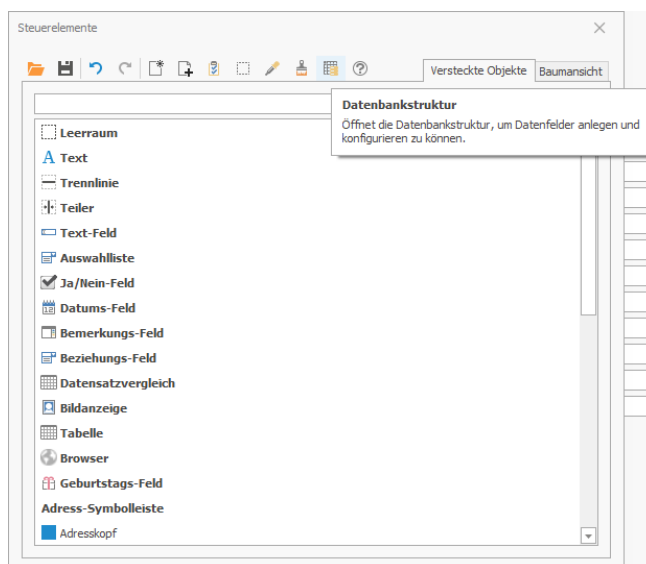 Steuerelemente
Versteckte Objekte
Baumansicht
Datenbankstruktur
Öffnet die Datenbankstruktur, um Datenfelder anlegen und
konfigurieren zu können.
Leerraum
A Text
Trennlinie
Teiler
Text-Feld
Auswahlliste
Ja/Nein-Feld
12 Datums-Feld
Bemerkungs-Feld
Beziehungs-Feld
Datensatzvergleich
Bildanzeige
Tabelle
Browser
Geburtstags-Feld
Adress-Symbolleiste
Adresskopf